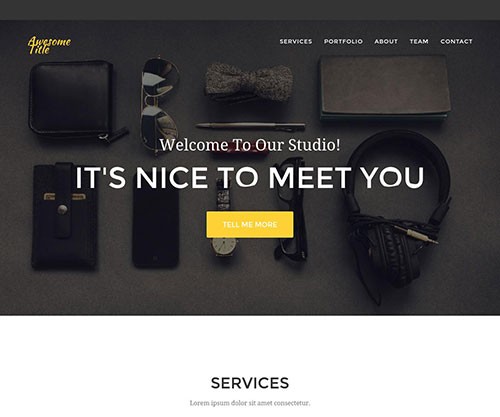 Awesome
Title
SERVICES PORTFOLIO ABOUT TEAM CONTACT
Welcome To Our Studio!
IT'S NICE TO MEET YOU
TELL ME MORE
SERVICES
Lorem ipsum dolor sit amet consectetur.